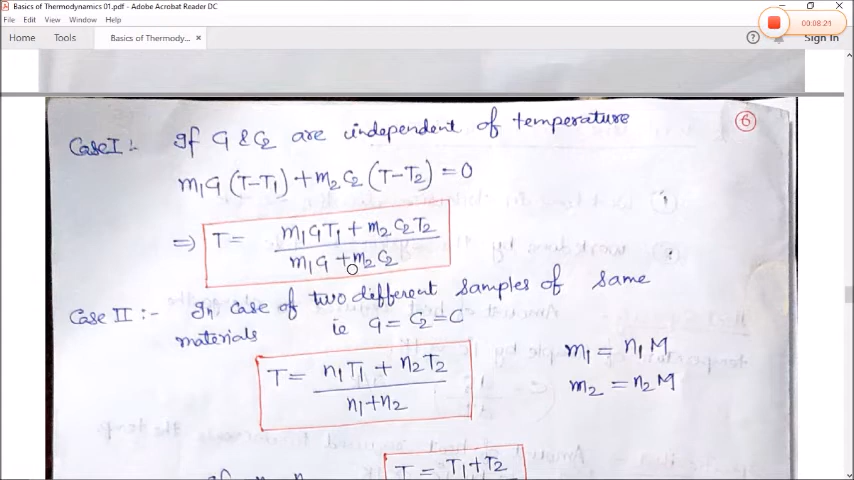 Basics of Thermodynamics 01.pdf - Adobe Acrobat Reader DC
File Edit View Window Help
Home Tools Basics of Thermody... × Sign In
00:08:21
Case I :- If C1 & C2 are independent of temperature 6
m1C1 (T-T1) + m2C2 (T-T2) = 0
⇒ T = m1C1T1 + m2C2T2
m1C1 + m2C2
Case II :- In case of two different samples of same
materials ie C1 = C2 = C
m1 = n1M
T = n1T1 + n2T2
n1+n2
m2 = n2M
T = T1+T2